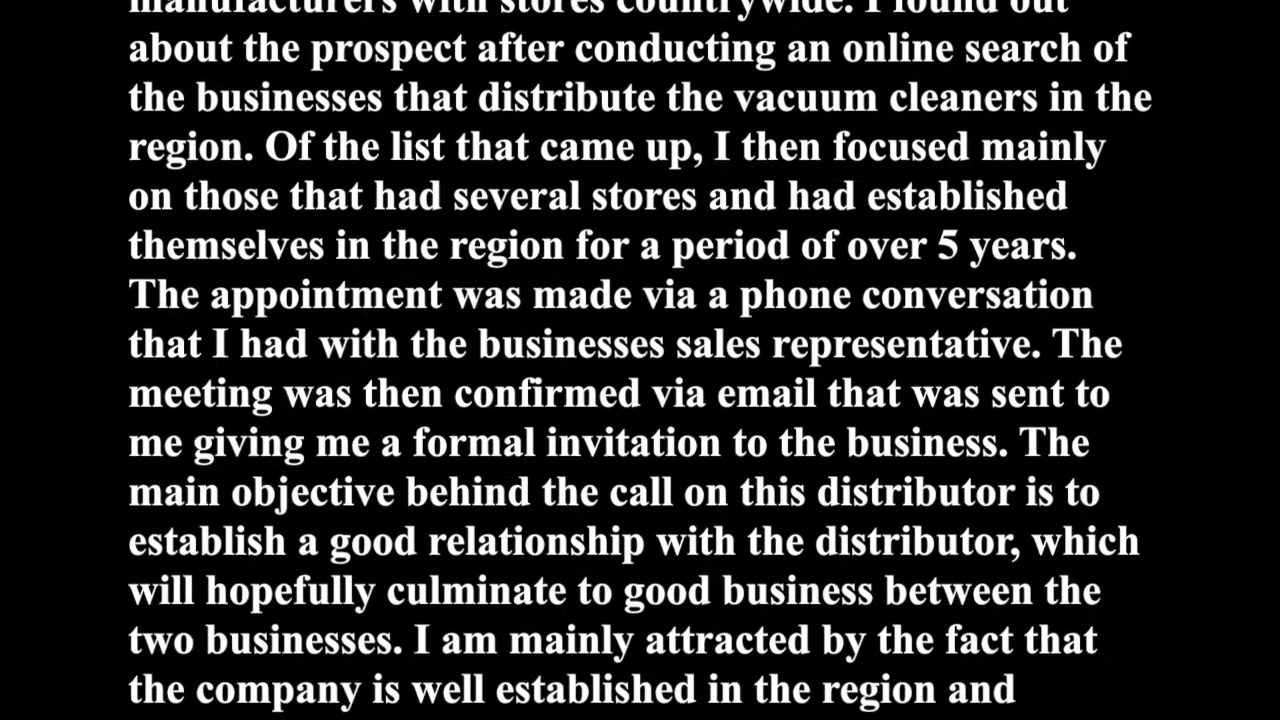 manufacturers with stores countrywide. I found out
about the prospect after conducting an online search of
the businesses that distribute the vacuum cleaners in the
region. Of the list that came up, I then focused mainly
on those that had several stores and had established
themselves in the region for a period of over 5 years.
The appointment was made via a phone conversation
that I had with the businesses sales representative. The
meeting was then confirmed via email that was sent to
me giving me a formal invitation to the business. The
main objective behind the call on this distributor is to
establish a good relationship with the distributor, which
will hopefully culminate to good business between the
two businesses. I am mainly attracted by the fact that
the company is well established in the region and